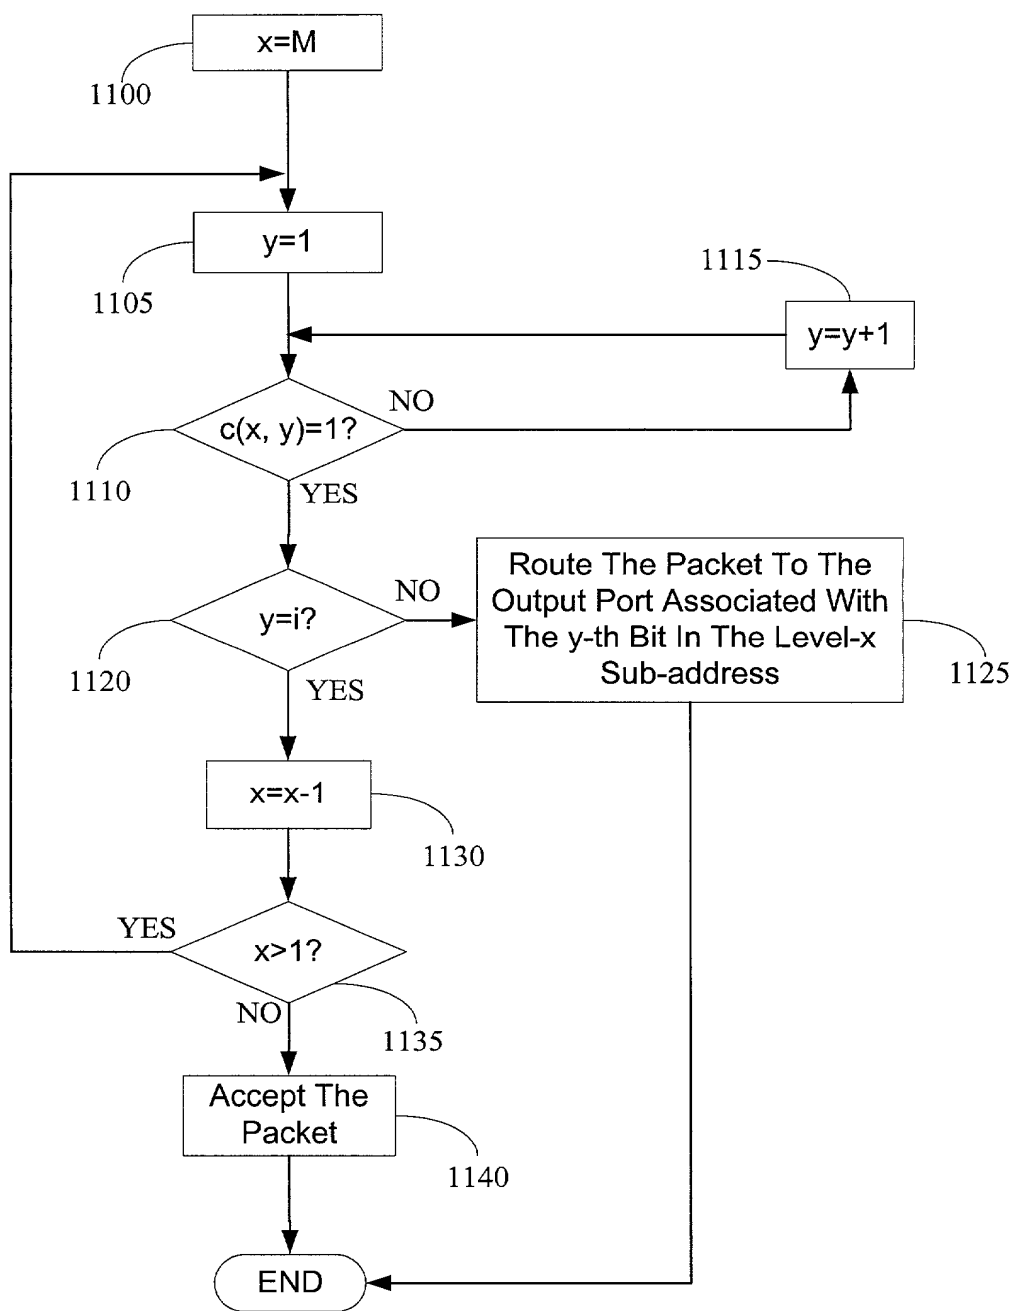 x=M
1100
y=1
1105
1115
y=y+1
c(x, y)=1?
NO
1110
YES
Route The Packet To The
Output Port Associated With
The y-th Bit In The Level-x
Sub-address
1125
y=i?
NO
1120
YES
x=x-1
1130
YES
x>1?
NO
1135
Accept The
Packet
1140
END